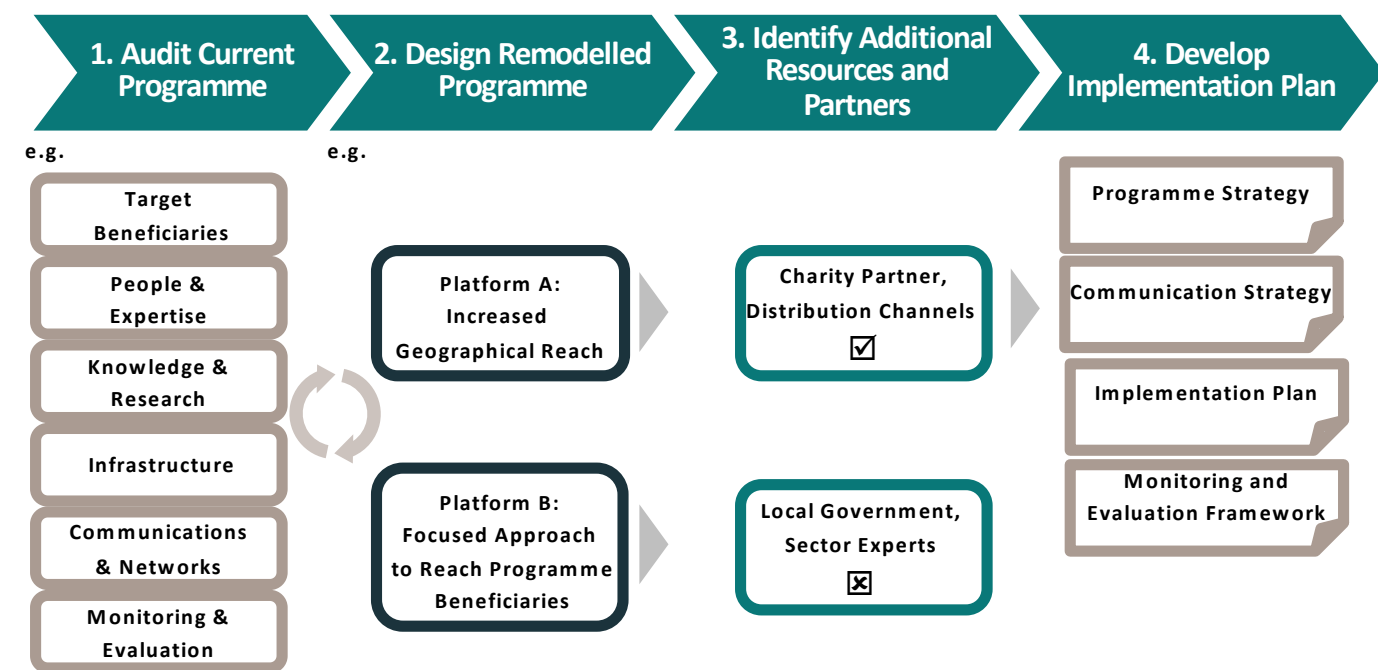 1. Audit Current
Programme
2. Design Remodelled
Programme
3. Identify Additional
Resources and
Partners
4. Develop
Implementation Plan
e.g.
e.g.
Target
Beneficiaries
People &
Expertise
Knowledge &
Research
Infrastructure
Communications
& Networks
Monitoring &
Evaluation
Platform A:
Increased
Geographical Reach
Platform B:
Focused Approach
to Reach Programme
Beneficiaries
Charity Partner,
Distribution Channels
☑
Local Government,
Sector Experts
☒
Programme Strategy
Communication Strategy
Implementation Plan
Monitoring and
Evaluation Framework